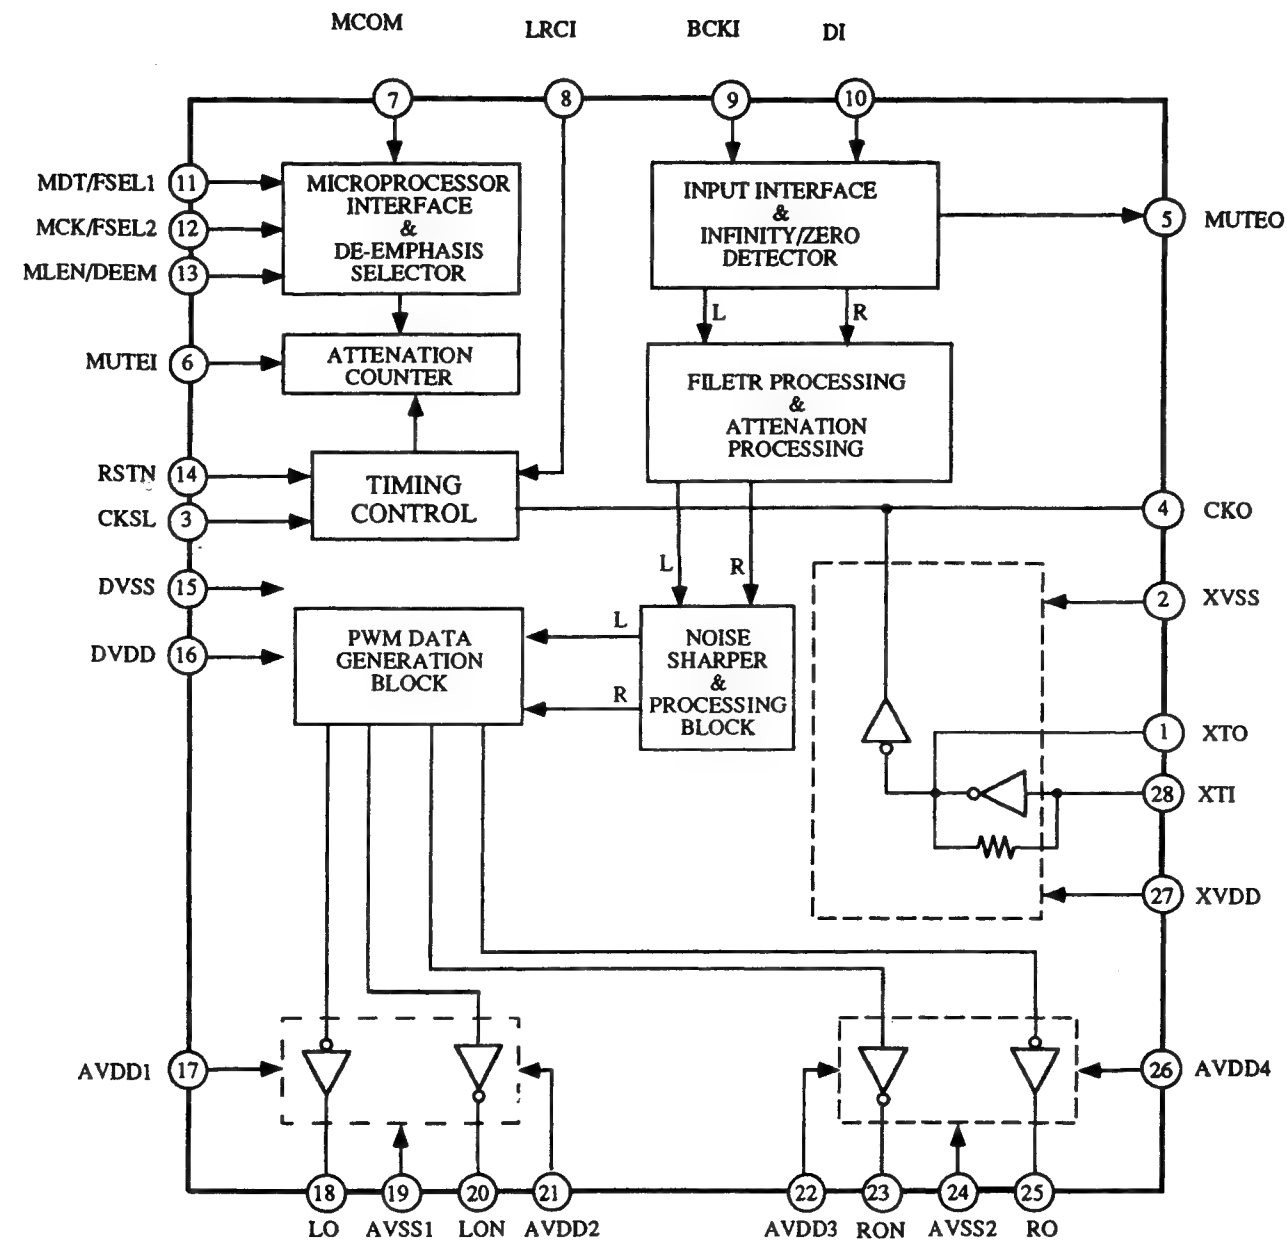 MCOM
LRCI
BCKI
DI
7
8
9
10
MDT/FSEL1
11
MCK/FSEL2
12
MLEN/DEEM
13
MICROPROCESSOR
INTERFACE
&
DE-EMPHASIS
SELECTOR
INPUT INTERFACE
&
INFINITY/ZERO
DETECTOR
5
MUTEO
L
R
MUTEI
6
ATTENATION
COUNTER
FILETR PROCESSING
&
ATTENATION
PROCESSING
RSTN
14
CKSL
3
TIMING
CONTROL
4
CKO
L
R
DVSS
15
DVDD
16
2
XVSS
PWM DATA
GENERATION
BLOCK
L
R
NOISE
SHARPER
&
PROCESSING
BLOCK
1
XTO
28
XTI
27
XVDD
AVDD1
17
26
AVDD4
18
19
20
21
22
23
24
25
LO
AVSS1
LON
AVDD2
AVDD3
RON
AVSS2
RO